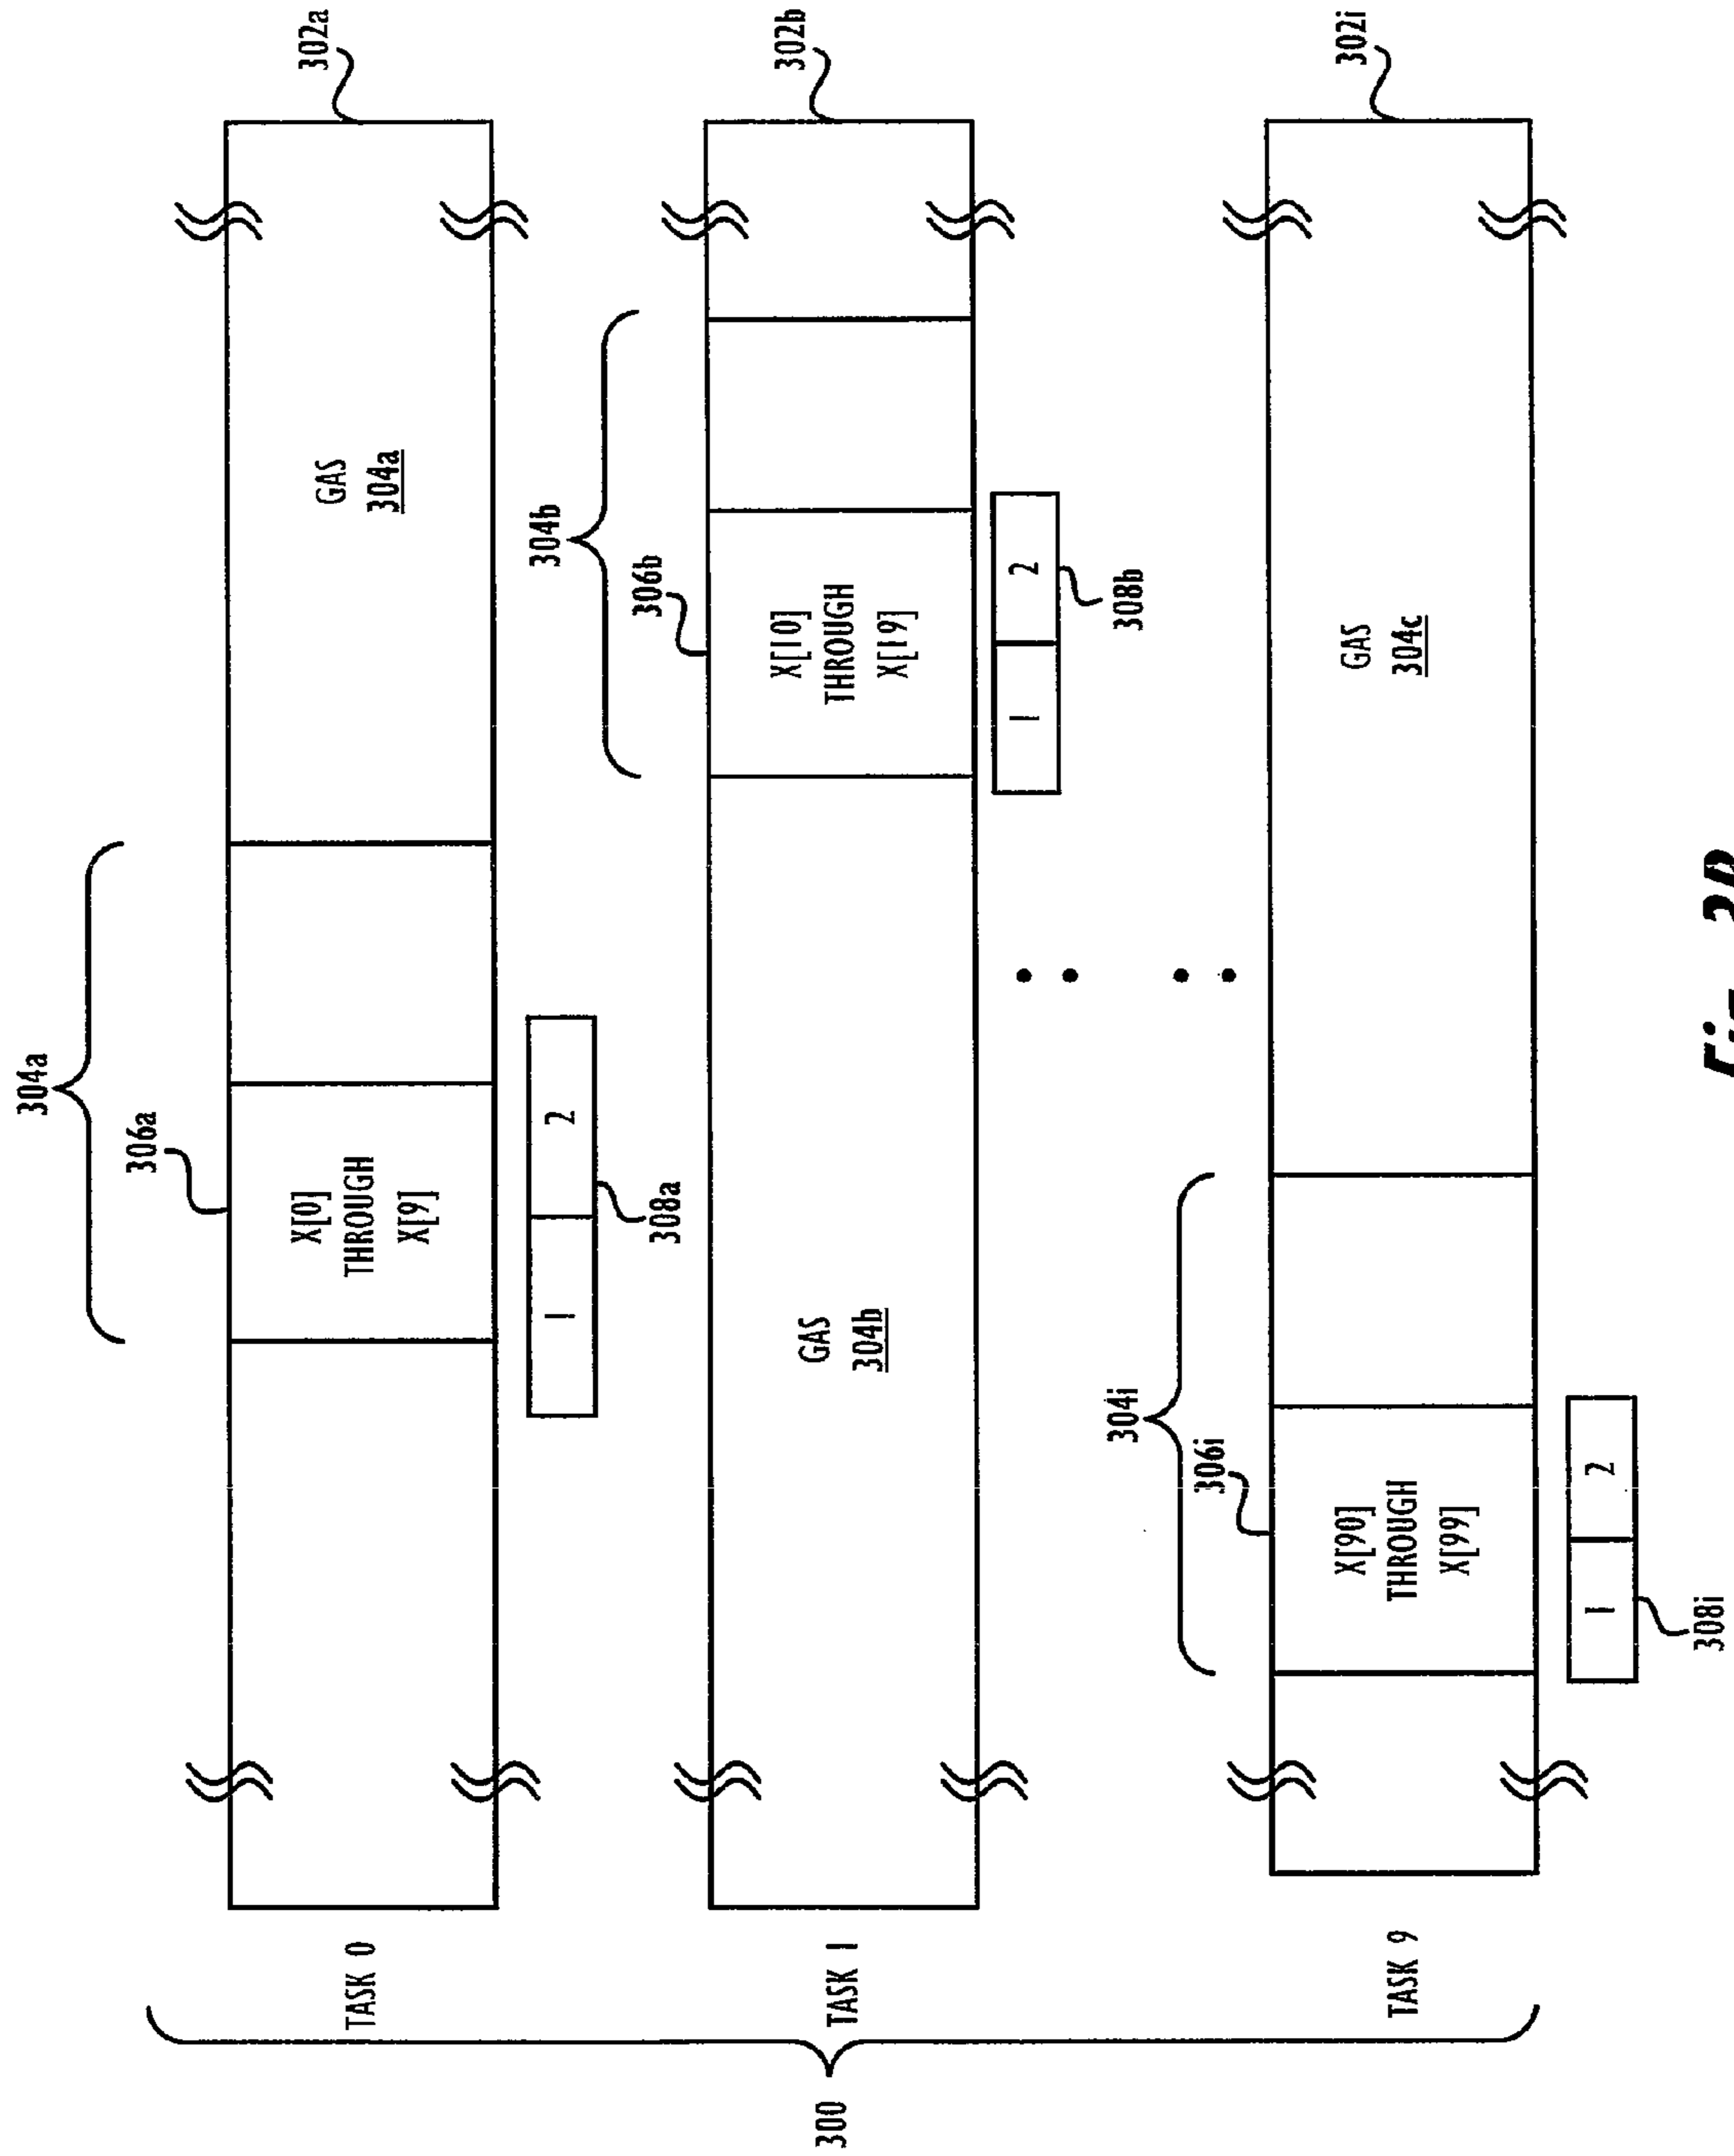 304a
306a
302a
TASK 0
X[0]
THROUGH
X[9]
GAS
304a
1
2
308a
304b
306b
302b
TASK 1
GAS
304b
X[10]
THROUGH
X[19]
1
2
308b
300
304i
306i
302i
TASK 9
X[90]
THROUGH
X[99]
GAS
304c
1
2
308i